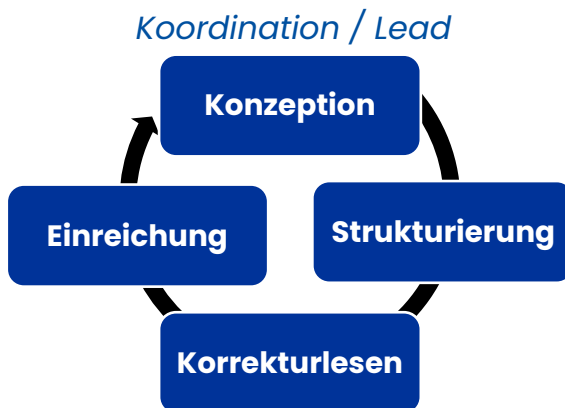 Koordination / Lead
Konzeption
Einreichung
Strukturierung
Korrekturlesen